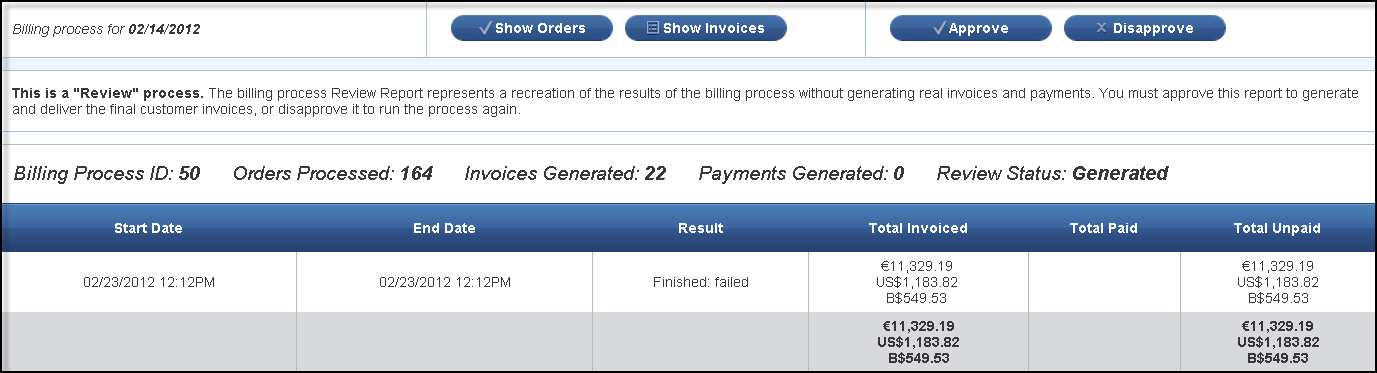 Billing process for 02/14/2012
Show Orders
Show Invoices
Approve
Disapprove
This is a "Review" process. The billing process Review Report represents a recreation of the results of the billing process without generating real invoices and payments. You must approve this report to generate
and deliver the final customer invoices, or disapprove it to run the process again.
Billing Process ID: 50 Orders Processed: 164 Invoices Generated: 22 Payments Generated: 0 Review Status: Generated
Start Date End Date Result Total Invoiced Total Paid Total Unpaid
€11,329.19 €11,329.19
02/23/2012 12:12PM 02/23/2012 12:12PM Finished: failed US$1,183.82 US$1,183.82
B$549.53 B$549.53
€11,329.19 €11,329.19
US$1,183.82 US$1,183.82
B$549.53 B$549.53